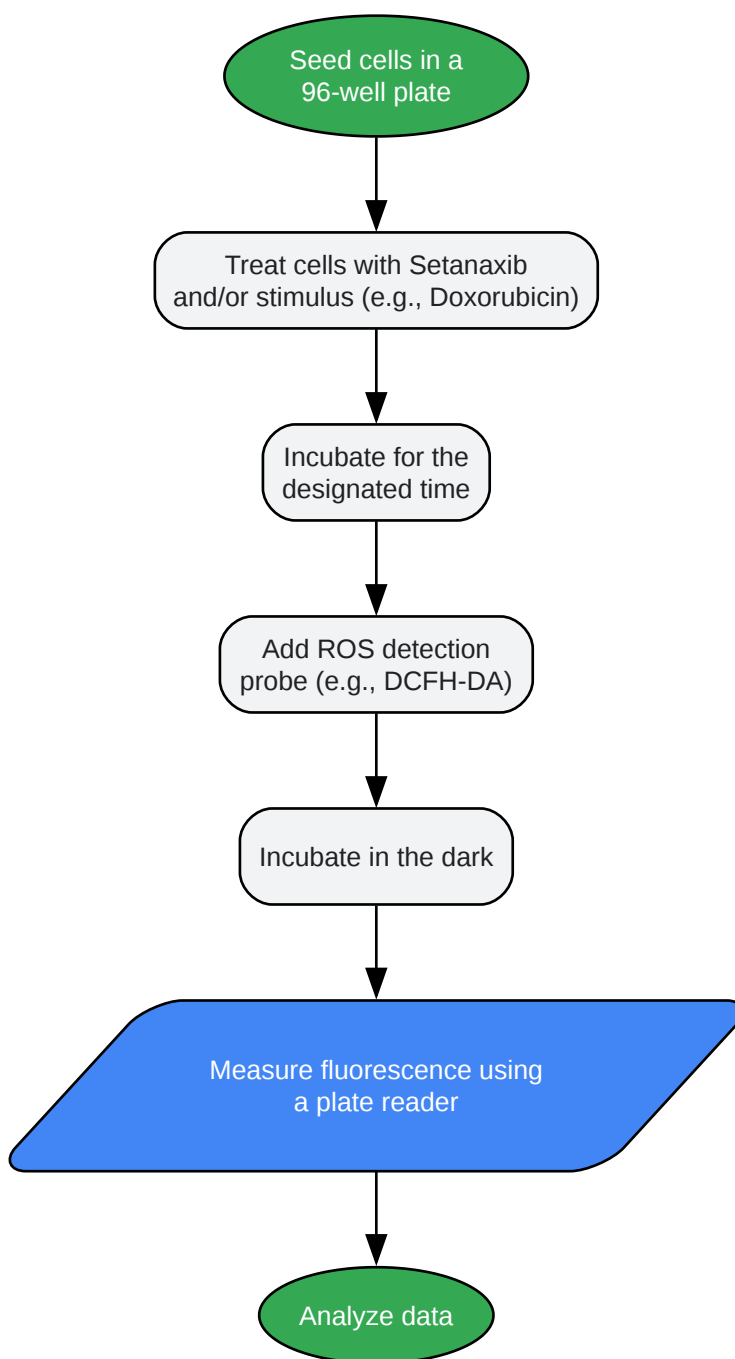 Seed cells in a
96-well plate
Treat cells with Setanaxib
and/or stimulus (e.g., Doxorubicin)
Incubate for the
designated time
Add ROS detection
probe (e.g., DCFH-DA)
Incubate in the dark
Measure fluorescence using
a plate reader
Analyze data